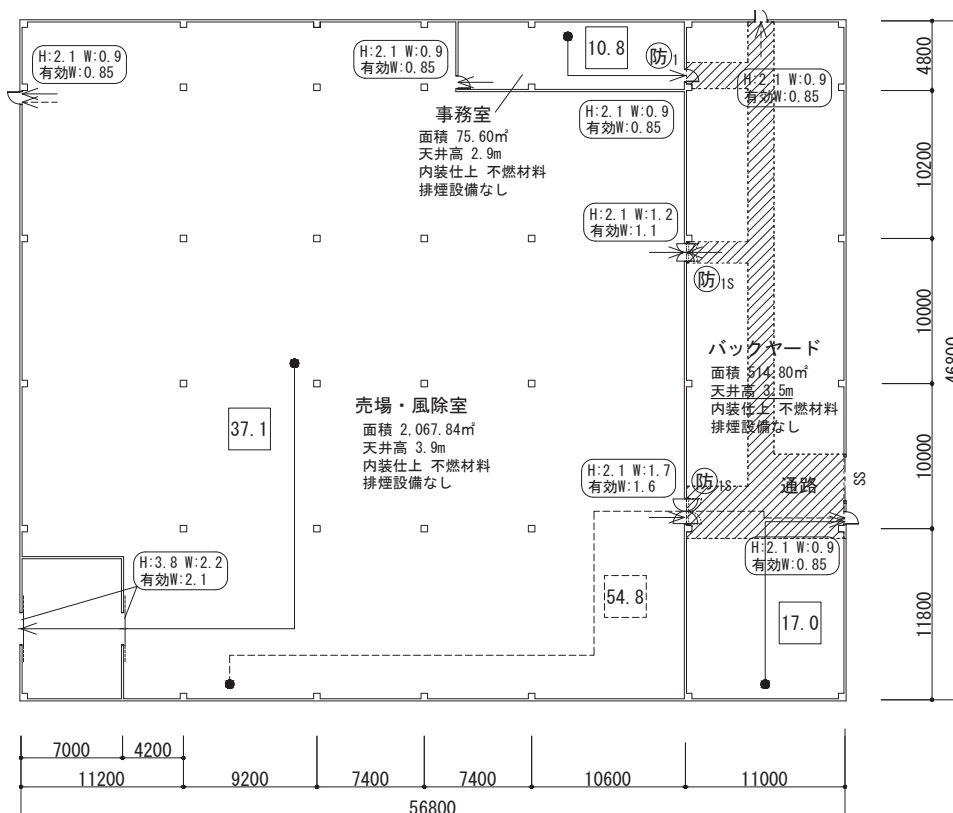 H:2.1 W:0.9
有効W:0.85
H:2.1 W:0.9
有効W:0.85
10.8
防1
H:2.1 W:0.9
有効W:0.85
4800
事務室
面積 75.60㎡
天井高 2.9m
内装仕上 不燃材料
排煙設備なし
H:2.1 W:0.9
有効W:0.85
10200
H:2.1 W:1.2
有効W:1.1
防1S
10000
46800
バックヤード
面積 514.80㎡
天井高 3.5m
内装仕上 不燃材料
排煙設備なし
売場・風除室
面積 2,067.84㎡
天井高 3.9m
内装仕上 不燃材料
排煙設備なし
37.1
10000
H:2.1 W:1.7
有効W:1.6
防1S
通路
SS
H:2.1 W:0.9
有効W:0.85
H:3.8 W:2.2
有効W:2.1
54.8
17.0
11800
7000
4200
11200
9200
7400
7400
10600
11000
56800